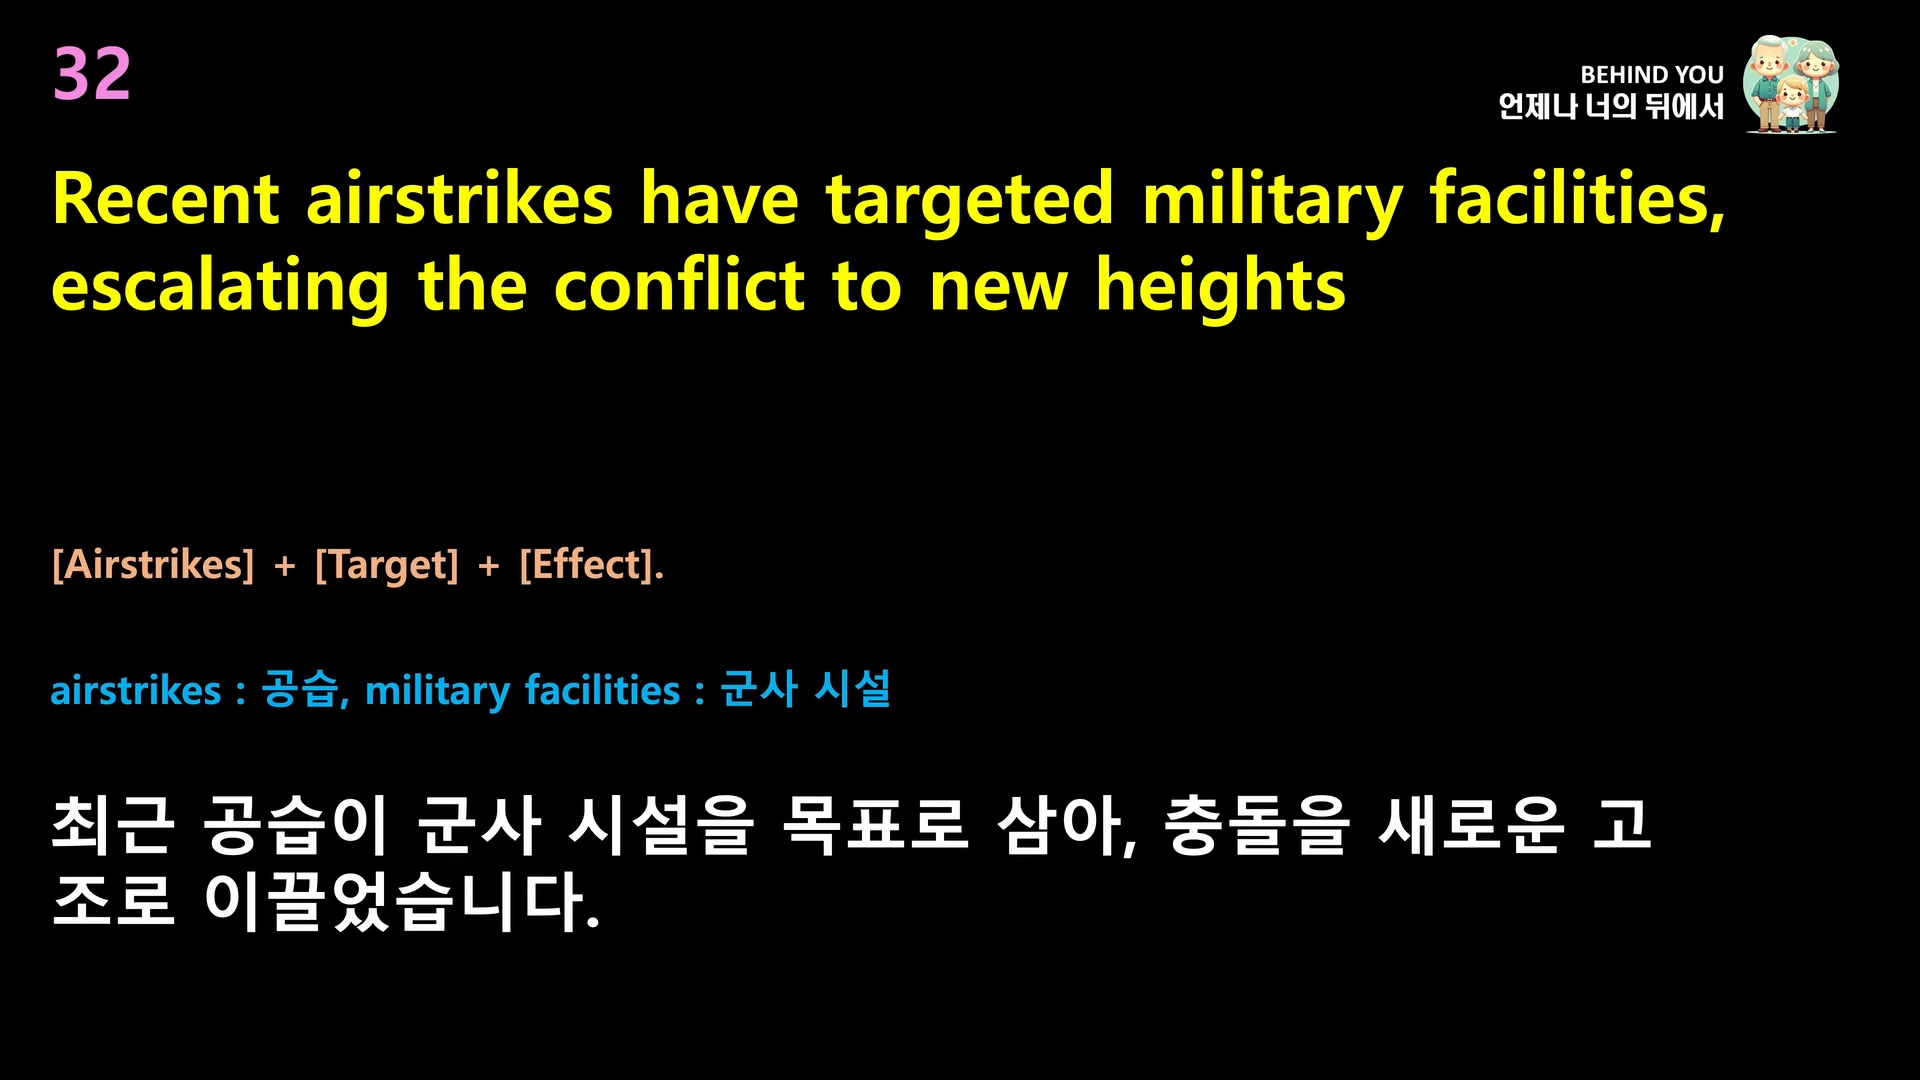 32
BEHIND YOU
언제나 너의 뒤에서
Recent airstrikes have targeted military facilities,
escalating the conflict to new heights
[Airstrikes] + [Target] + [Effect].
airstrikes : 공습, military facilities : 군사 시설
최근 공습이 군사 시설을 목표로 삼아, 충돌을 새로운 고
조로 이끌었습니다.